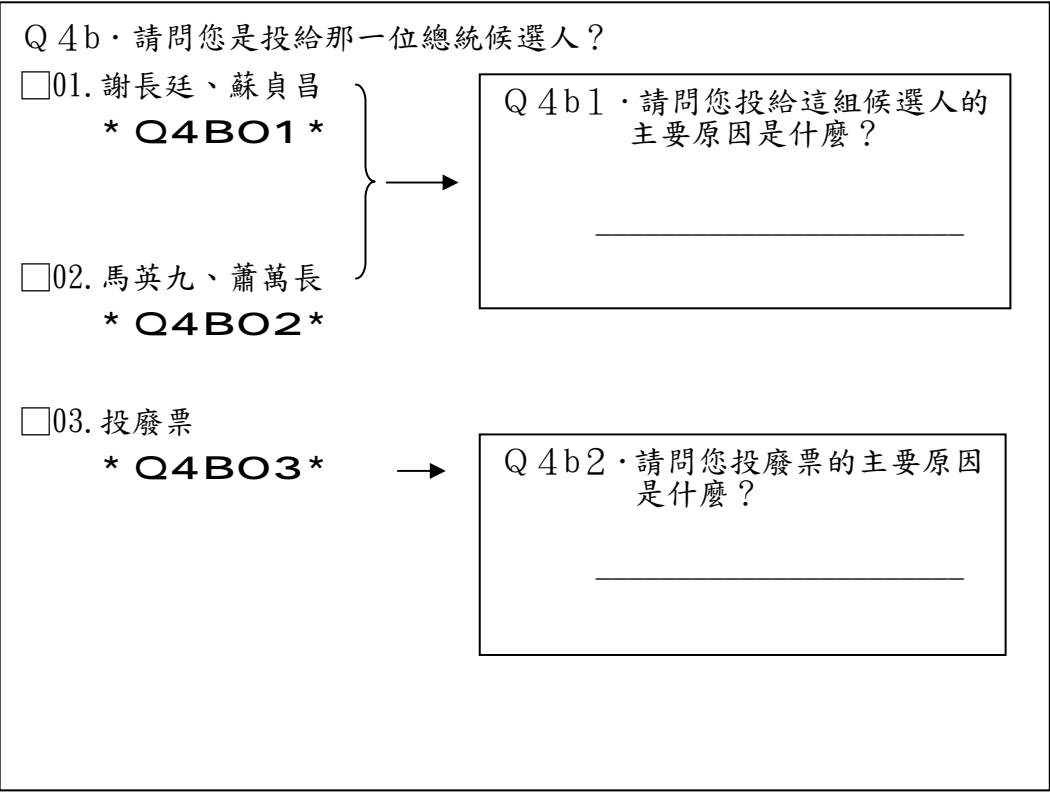 Q4b．請問您是投給那一位總統候選人？
□01.謝長廷、蘇貞昌
*Q4BO1*
□02.馬英九、蕭萬長
*Q4BO2*
□03.投廢票
*Q4BO3*
Q4b1．請問您投給這組候選人的
主要原因是什麼？
Q4b2．請問您投廢票的主要原因
是什麼？